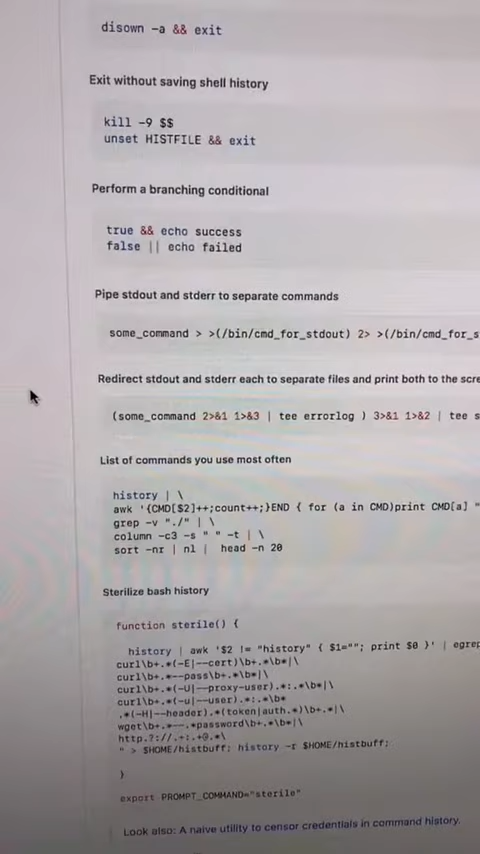 disown -a && exit
Exit without saving shell history
kill -9 $$
unset HISTFILE && exit
Perform a branching conditional
true && echo success
false || echo failed
Pipe stdout and stderr to separate commands
some_command > >(/bin/cmd_for_stdout) 2> >(/bin/cmd_for_s
Redirect stdout and stderr each to separate files and print both to the scre
(some_command 2>&1 1>&3 | tee errorlog ) 3>&1 1>&2 | tee s
List of commands you use most often
history | \
awk '{CMD[$2]++;count++;}END { for (a in CMD)print CMD[a] "
grep -v "./" | \
column -c3 -s " " -t | \
sort -nr | nl | head -n 20
Sterilize bash history
function sterile() {
history | awk '$2 != "history" { $1=""; print $0 }' | egrep
curl\b+.*(-E|--cert)\b+.*\b*|\
curl\b+.*--pass\b+.*\b*|\
curl\b+.*(-U|--proxy-user).*:.*\b*|\
curl\b+.*(-u|--user).*:.*\b*
.*(-H|--header).*(token|auth.*)\b+.*|\
wget\b+.*--.*password\b+.*\b*|\
http.?://.+:.+@.*\
" > $HOME/histbuff; history -r $HOME/histbuff;
}
export PROMPT_COMMAND="sterile"
Look also: A naive utility to censor credentials in command history.